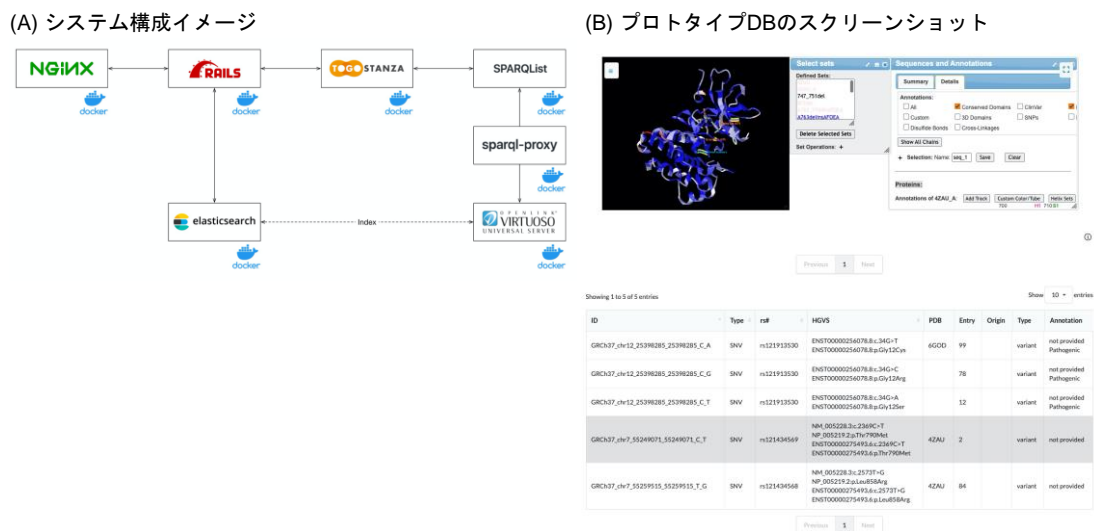 (A) システム構成イメージ
NGINX
RAILS
TOGOSTANZA
SPARQList
docker
docker
docker
sparql-proxy
docker
elasticsearch
Index
OPENLINK
VIRTUOSO
UNIVERSAL SERVER
docker
docker
(B) プロトタイプDBのスクリーンショット
Select sets
Defined Sets:
747_751del
Delete Selected Sets
Set Operations: +
Sequences and Annotations
Summary Details
Annotations:
All Conserved Domains ClinVar
Custom 3D Domains SNPs
Disulfide Bonds Cross-Linkages
Show All Chains
+ Selection: Name: seq_1 Save Clear
Proteins:
Annotations of 4ZAU_A: Add Track Custom Color/Tube Helix Sets
Previous 1 Next
Showing 1 to 5 of 5 entries
Show 10 entries
ID Type rs# HGVS PDB Entry Origin Type Annotation
GRCh37_chr12_25398285_25398285_C_A SNV rs121913530 ENST00000256078.8:c.34G>T 6GOD 99 variant not provided
ENST00000256078.8:p.Gly12Cys Pathogenic
GRCh37_chr12_25398285_25398285_C_G SNV rs121913530 ENST00000256078.8:c.34G>C 78 variant not provided
ENST00000256078.8:p.Gly12Arg Pathogenic
GRCh37_chr12_25398285_25398285_C_T SNV rs121913530 ENST00000256078.8:c.34G>A 12 variant not provided
ENST00000256078.8:p.Gly12Ser Pathogenic
NM_005228.3:c.2369C>T
NP_005219.2:p.Thr790Met
GRCh37_chr7_55249071_55249071_C_T SNV rs121434569 ENST00000275493.6:c.2369C>T 4ZAU 2 variant not provided
ENST00000275493.6:p.Thr790Met
NM_005228.3:c.2573T>G
NP_005219.2:p.Leu858Arg
GRCh37_chr7_55259515_55259515_T_G SNV rs121434568 ENST00000275493.6:c.2573T>G 4ZAU 84 variant not provided
ENST00000275493.6:p.Leu858Arg
Previous 1 Next